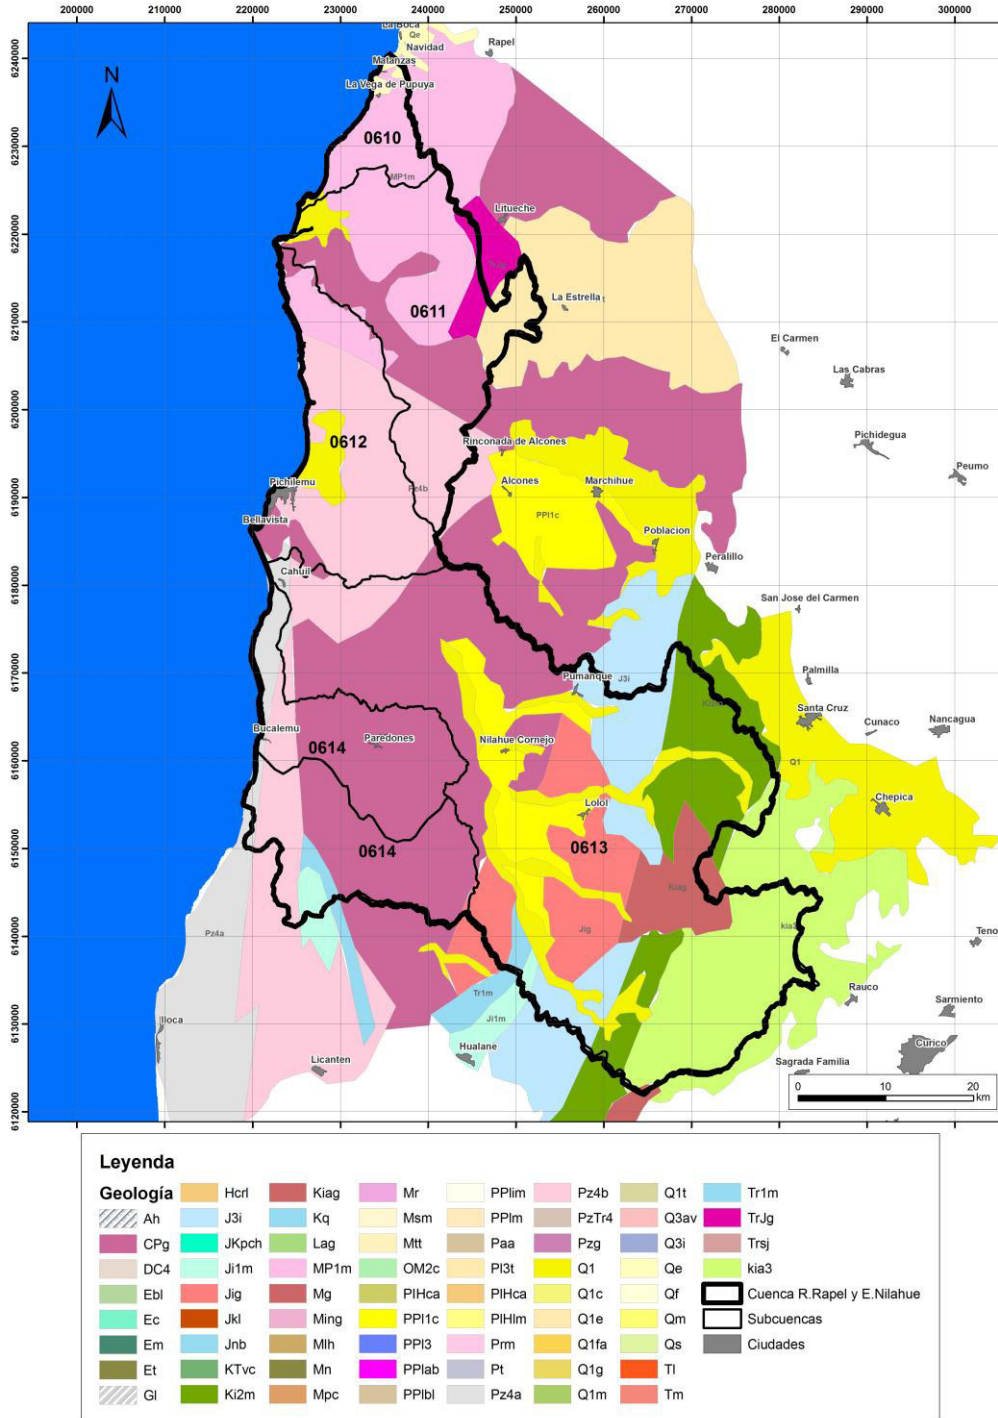 200000 210000 220000 230000 240000 250000 260000 270000 280000 290000 300000
6240000
6230000
6220000
6210000
6200000
6190000
6180000
6170000
6160000
6150000
6140000
6130000
6120000
N
La Boca
Qe
Navidad
Rapel
Matanzas
La Vega de Pupuya
0610
MP1m
Litueche
La Estrella
0611
El Carmen
Las Cabras
0612
Rinconada de Alcones
Pichidegua
Peumo
Pichilemu
Pz4b
Alcones
Marchihue
PPl1c
Bellavista
Poblacion
Peralillo
Cahuil
San Jose del Carmen
Pumanque
J3i
Palmilla
Santa Cruz
Cunaco
Nancagua
Bucalemu
0614
Paredones
Nilahue Cornejo
Q1
Lolol
Chepica
0614
0613
Kiag
Pz4a
Jig
kia3
Teno
Tr1m
Rauco
Ji1m
Sarmiento
Iloca
Hualane
Curico
Licanten
Sagrada Familia
0 10 20
km
Leyenda
Geología
Ah
CPg
DC4
Ebl
Ec
Em
Et
Gl
Hcrl
J3i
JKpch
Ji1m
Jig
Jkl
Jnb
KTvc
Ki2m
Kiag
Kq
Lag
MP1m
Mg
Ming
Mlh
Mn
Mpc
Mr
Msm
Mtt
OM2c
PlHca
PPl1c
PPl3
PPlab
PPlbl
PPlim
PPlm
Paa
Pl3t
PlHca
PlHlm
Prm
Pt
Pz4a
Pz4b
PzTr4
Pzg
Q1
Q1c
Q1e
Q1fa
Q1g
Q1m
Q1t
Q3av
Q3i
Qe
Qf
Qm
Qs
Tl
Tm
Tr1m
TrJg
Trsj
kia3
Cuenca R.Rapel y E.Nilahue
Subcuencas
Ciudades